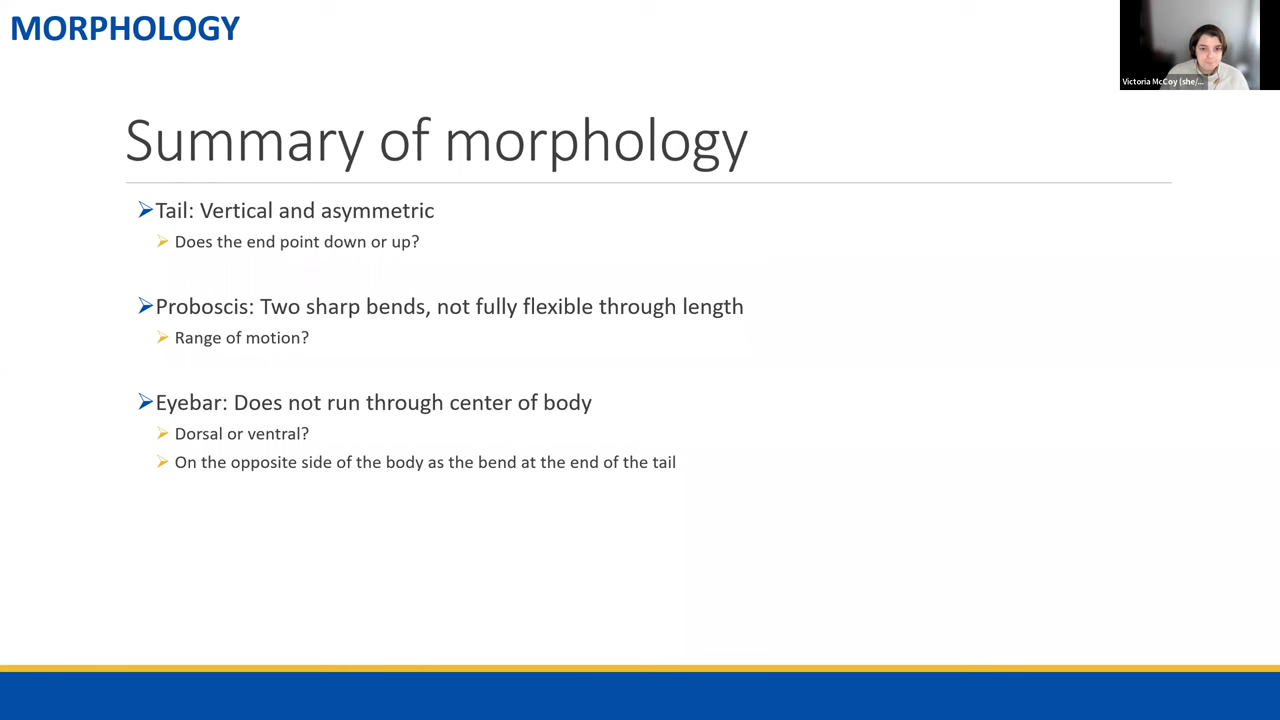 MORPHOLOGY
Victoria McCoy (she/...
Summary of morphology
Tail: Vertical and asymmetric
Does the end point down or up?
Proboscis: Two sharp bends, not fully flexible through length
Range of motion?
Eyebar: Does not run through center of body
Dorsal or ventral?
On the opposite side of the body as the bend at the end of the tail